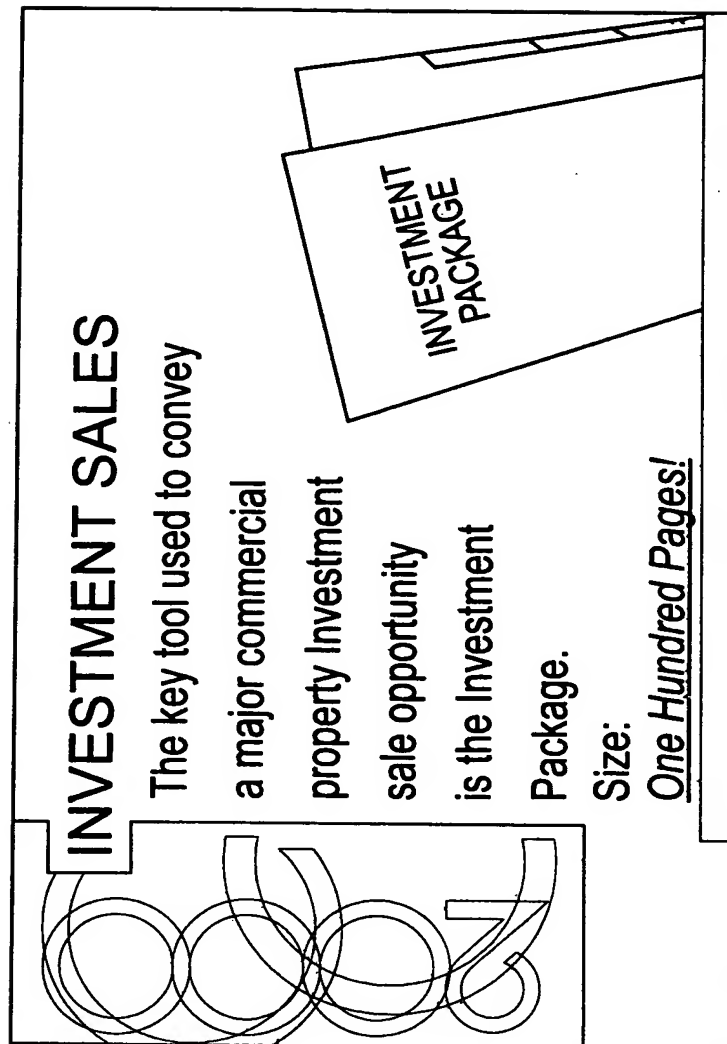 INVESTMENT SALES
The key tool used to convey
a major commercial
property Investment
sale opportunity
is the Investment
Package.
Size:
One Hundred Pages!
INVESTMENT
PACKAGE